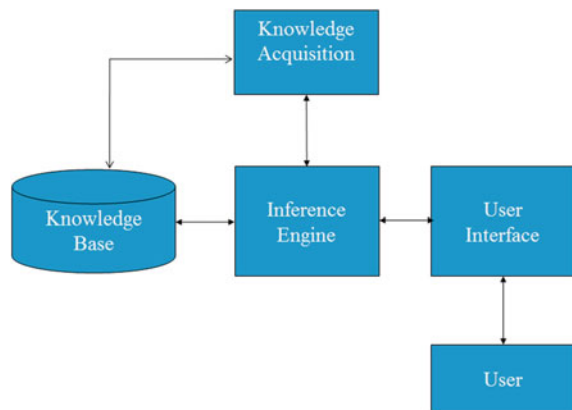 Knowledge
Acquisition
Knowledge
Base
Inference
Engine
User
Interface
User